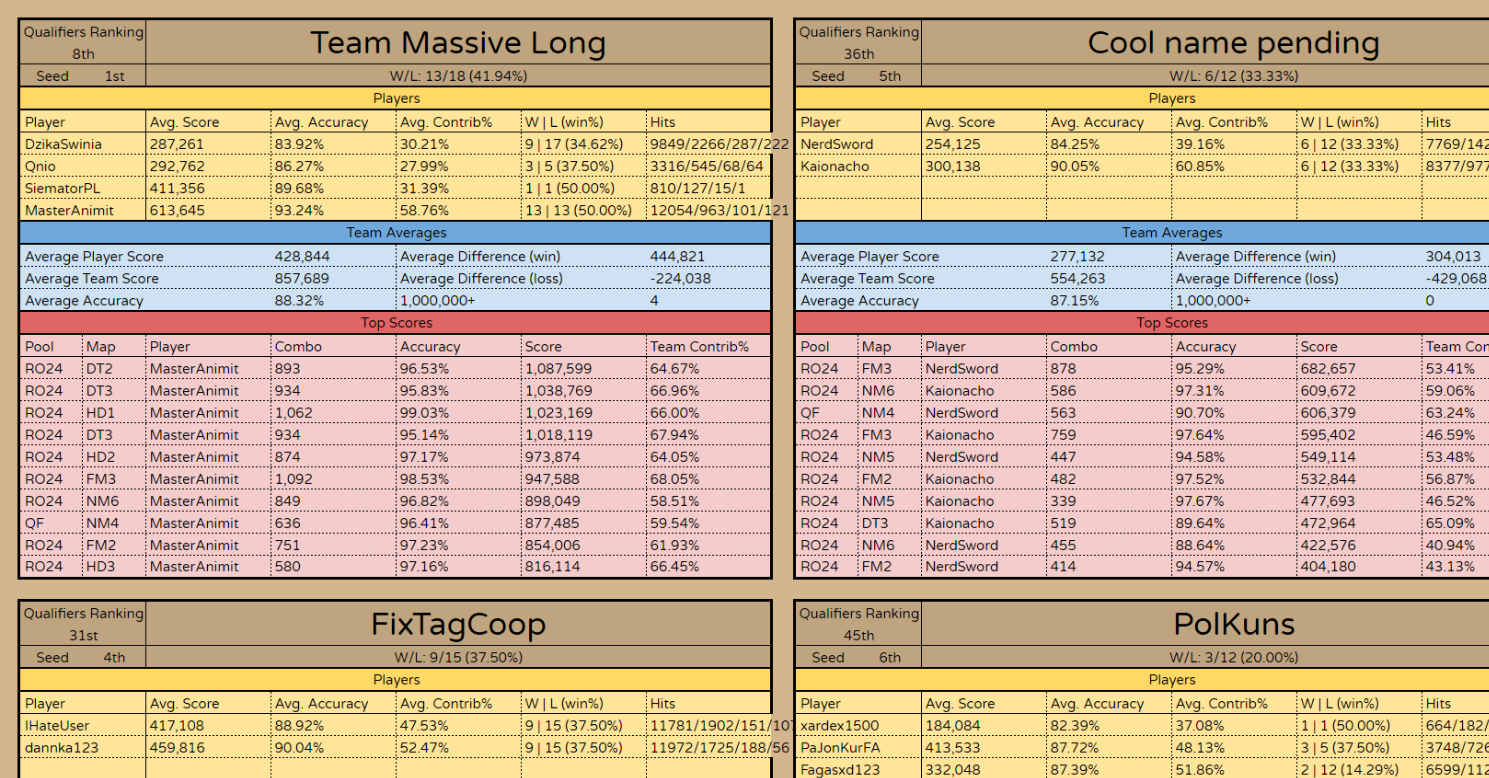 Qualifiers Ranking
8th
Team Massive Long
Seed 1st W/L: 13/18 (41.94%)
Players
Player Avg. Score Avg. Accuracy Avg. Contrib% W | L (win%) Hits
DzikaSwinia 287,261 83.92% 30.21% 9 | 17 (34.62%) 9849/2266/287/222
Qnio 292,762 86.27% 27.99% 3 | 5 (37.50%) 3316/545/68/64
SiematorPL 411,356 89.68% 31.39% 1 | 1 (50.00%) 810/127/15/1
MasterAnimit 613,645 93.24% 58.76% 13 | 13 (50.00%) 12054/963/101/121
Team Averages
Average Player Score 428,844 Average Difference (win) 444,821
Average Team Score 857,689 Average Difference (loss) -224,038
Average Accuracy 88.32% 1,000,000+ 4
Top Scores
Pool Map Player Combo Accuracy Score Team Contrib%
RO24 DT2 MasterAnimit 893 96.53% 1,087,599 64.67%
RO24 DT3 MasterAnimit 934 95.83% 1,038,769 66.96%
RO24 HD1 MasterAnimit 1,062 99.03% 1,023,169 66.00%
RO24 DT3 MasterAnimit 934 95.14% 1,018,119 67.94%
RO24 HD2 MasterAnimit 874 97.17% 973,874 64.05%
RO24 FM3 MasterAnimit 1,092 98.53% 947,588 68.05%
RO24 NM6 MasterAnimit 849 96.82% 898,049 58.51%
QF NM4 MasterAnimit 636 96.41% 877,485 59.54%
RO24 FM2 MasterAnimit 751 97.23% 854,006 61.93%
RO24 HD3 MasterAnimit 580 97.16% 816,114 66.45%
Qualifiers Ranking
36th
Cool name pending
Seed 5th W/L: 6/12 (33.33%)
Players
Player Avg. Score Avg. Accuracy Avg. Contrib% W | L (win%) Hits
NerdSword 254,125 84.25% 39.16% 6 | 12 (33.33%) 7769/142
Kaionacho 300,138 90.05% 60.85% 6 | 12 (33.33%) 8377/977
Team Averages
Average Player Score 277,132 Average Difference (win) 304,013
Average Team Score 554,263 Average Difference (loss) -429,068
Average Accuracy 87.15% 1,000,000+ 0
Top Scores
Pool Map Player Combo Accuracy Score Team Con
RO24 FM3 NerdSword 878 95.29% 682,657 53.41%
RO24 NM6 Kaionacho 586 97.31% 609,672 59.06%
QF NM4 NerdSword 563 90.70% 606,379 63.24%
RO24 FM3 Kaionacho 759 97.64% 595,402 46.59%
RO24 NM5 NerdSword 447 94.58% 549,114 53.48%
RO24 FM2 Kaionacho 482 97.52% 532,844 56.87%
RO24 NM5 Kaionacho 339 97.67% 477,693 46.52%
RO24 DT3 Kaionacho 519 89.64% 472,964 65.09%
RO24 NM6 NerdSword 455 88.64% 422,576 40.94%
RO24 FM2 NerdSword 414 94.57% 404,180 43.13%
Qualifiers Ranking
31st
FixTagCoop
Seed 4th W/L: 9/15 (37.50%)
Players
Player Avg. Score Avg. Accuracy Avg. Contrib% W | L (win%) Hits
IHateUser 417,108 88.92% 47.53% 9 | 15 (37.50%) 11781/1902/151/107
dannka123 459,816 90.04% 52.47% 9 | 15 (37.50%) 11972/1725/188/56
Qualifiers Ranking
45th
PolKuns
Seed 6th W/L: 3/12 (20.00%)
Players
Player Avg. Score Avg. Accuracy Avg. Contrib% W | L (win%) Hits
xardex1500 184,084 82.39% 37.08% 1 | 1 (50.00%) 664/182/
PaJonKurFA 413,533 87.72% 48.13% 3 | 5 (37.50%) 3748/726
Fagasxd123 332,048 87.39% 51.86% 2 | 12 (14.29%) 6599/112